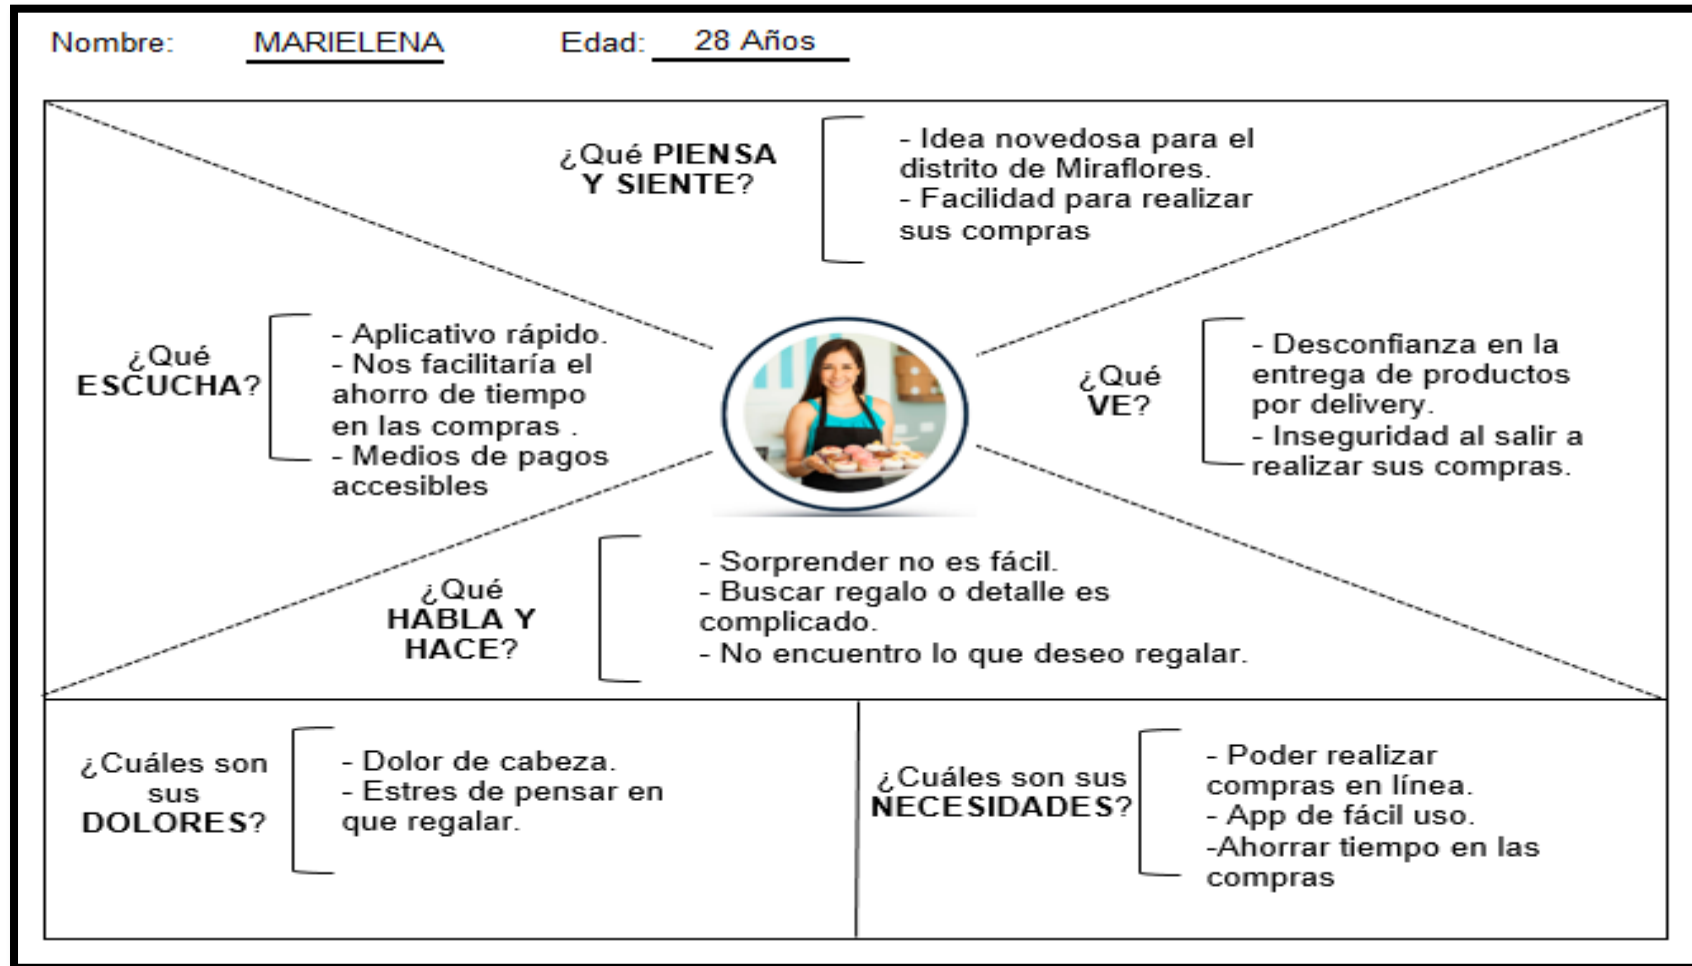 Nombre: MARIELENA Edad: 28 Años
¿Qué PIENSA
Y SIENTE?
- Idea novedosa para el
distrito de Miraflores.
- Facilidad para realizar
sus compras
¿Qué
ESCUCHA?
- Aplicativo rápido.
- Nos facilitaría el
ahorro de tiempo
en las compras .
- Medios de pagos
accesibles
¿Qué
VE?
- Desconfianza en la
entrega de productos
por delivery.
- Inseguridad al salir a
realizar sus compras.
¿Qué
HABLA Y
HACE?
- Sorprender no es fácil.
- Buscar regalo o detalle es
complicado.
- No encuentro lo que deseo regalar.
¿Cuáles son
sus
DOLORES?
- Dolor de cabeza.
- Estres de pensar en
que regalar.
¿Cuáles son sus
NECESIDADES?
- Poder realizar
compras en línea.
- App de fácil uso.
-Ahorrar tiempo en las
compras